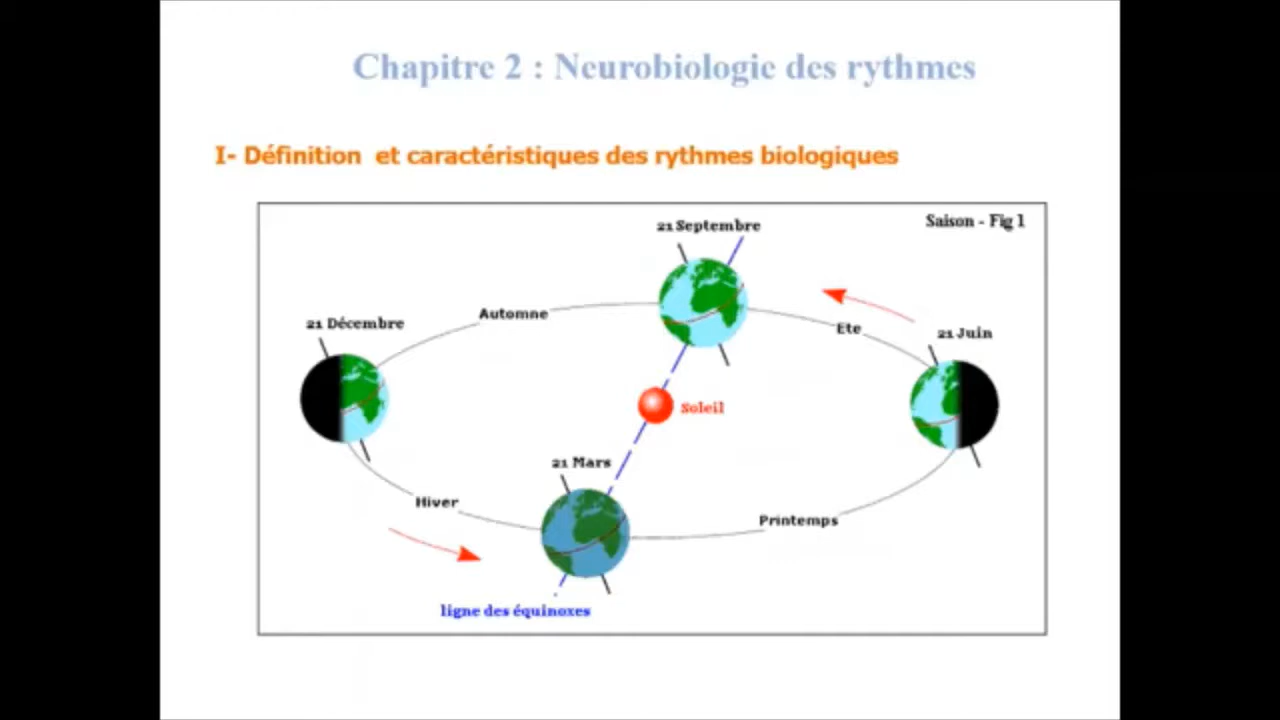 Chapitre 2 : Neurobiologie des rythmes
I- Définition et caractéristiques des rythmes biologiques
Saison - Fig 1
21 Septembre
Automne
21 Décembre
Ete
21 Juin
Soleil
21 Mars
Hiver
Printemps
ligne des équinoxes